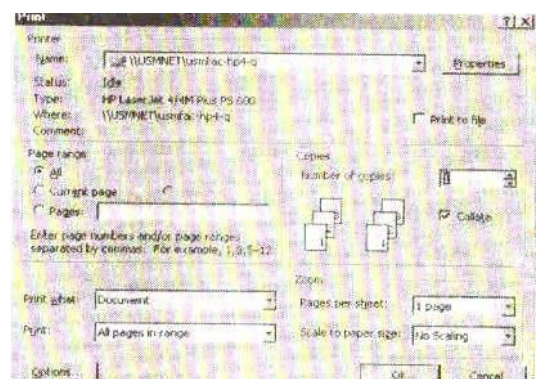 Print
Printer
Name: \\USMNET\usmfac-hp4-q
Properties
Status: Idle
Type: HP LaserJet 4/4M Plus PS 600
Where: \\USMNET\usmfac-hp4-q
Print to file
Comment:
Page range
All
Current page
Pages:
Enter page numbers and/or page ranges
separated by commas. For example, 1,3,5-12
Copies
Number of copies: 1
Collate
Print what: Document
Print: All pages in range
Zoom
Pages per sheet: 1 page
Scale to paper size: No Scaling
Options...
OK
Cancel